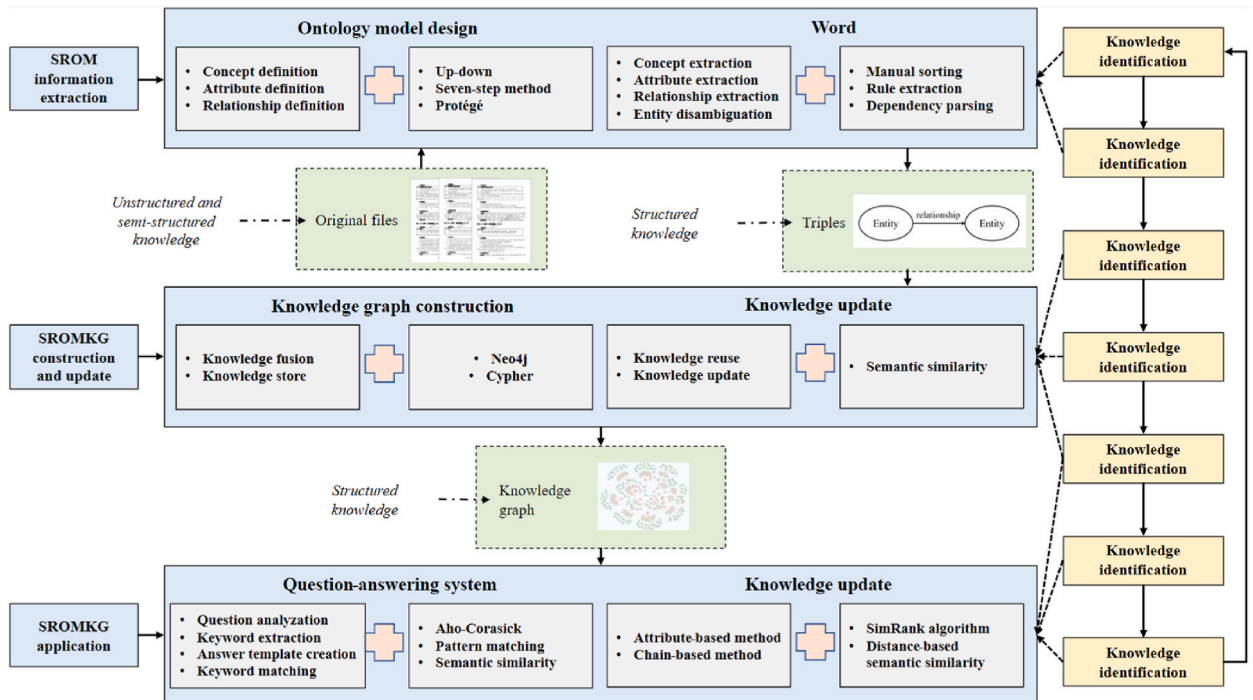 SROM
information
extraction
Ontology model design
• Concept definition
• Attribute definition
• Relationship definition
• Up-down
• Seven-step method
• Protégé
Word
• Concept extraction
• Attribute extraction
• Relationship extraction
• Entity disambiguation
• Manual sorting
• Rule extraction
• Dependency parsing
Unstructured and
semi-structured
knowledge
Original files
Structured
knowledge
Triples
Entity
relationship
Entity
SROMKG
construction
and update
Knowledge graph construction
• Knowledge fusion
• Knowledge store
• Neo4j
• Cypher
Knowledge update
• Knowledge reuse
• Knowledge update
• Semantic similarity
Structured
knowledge
Knowledge
graph
SROMKG
application
Question-answering system
• Question analyzation
• Keyword extraction
• Answer template creation
• Keyword matching
• Aho-Corasick
• Pattern matching
• Semantic similarity
Knowledge update
• Attribute-based method
• Chain-based method
• SimRank algorithm
• Distance-based
semantic similarity
Knowledge
identification
Knowledge
identification
Knowledge
identification
Knowledge
identification
Knowledge
identification
Knowledge
identification
Knowledge
identification